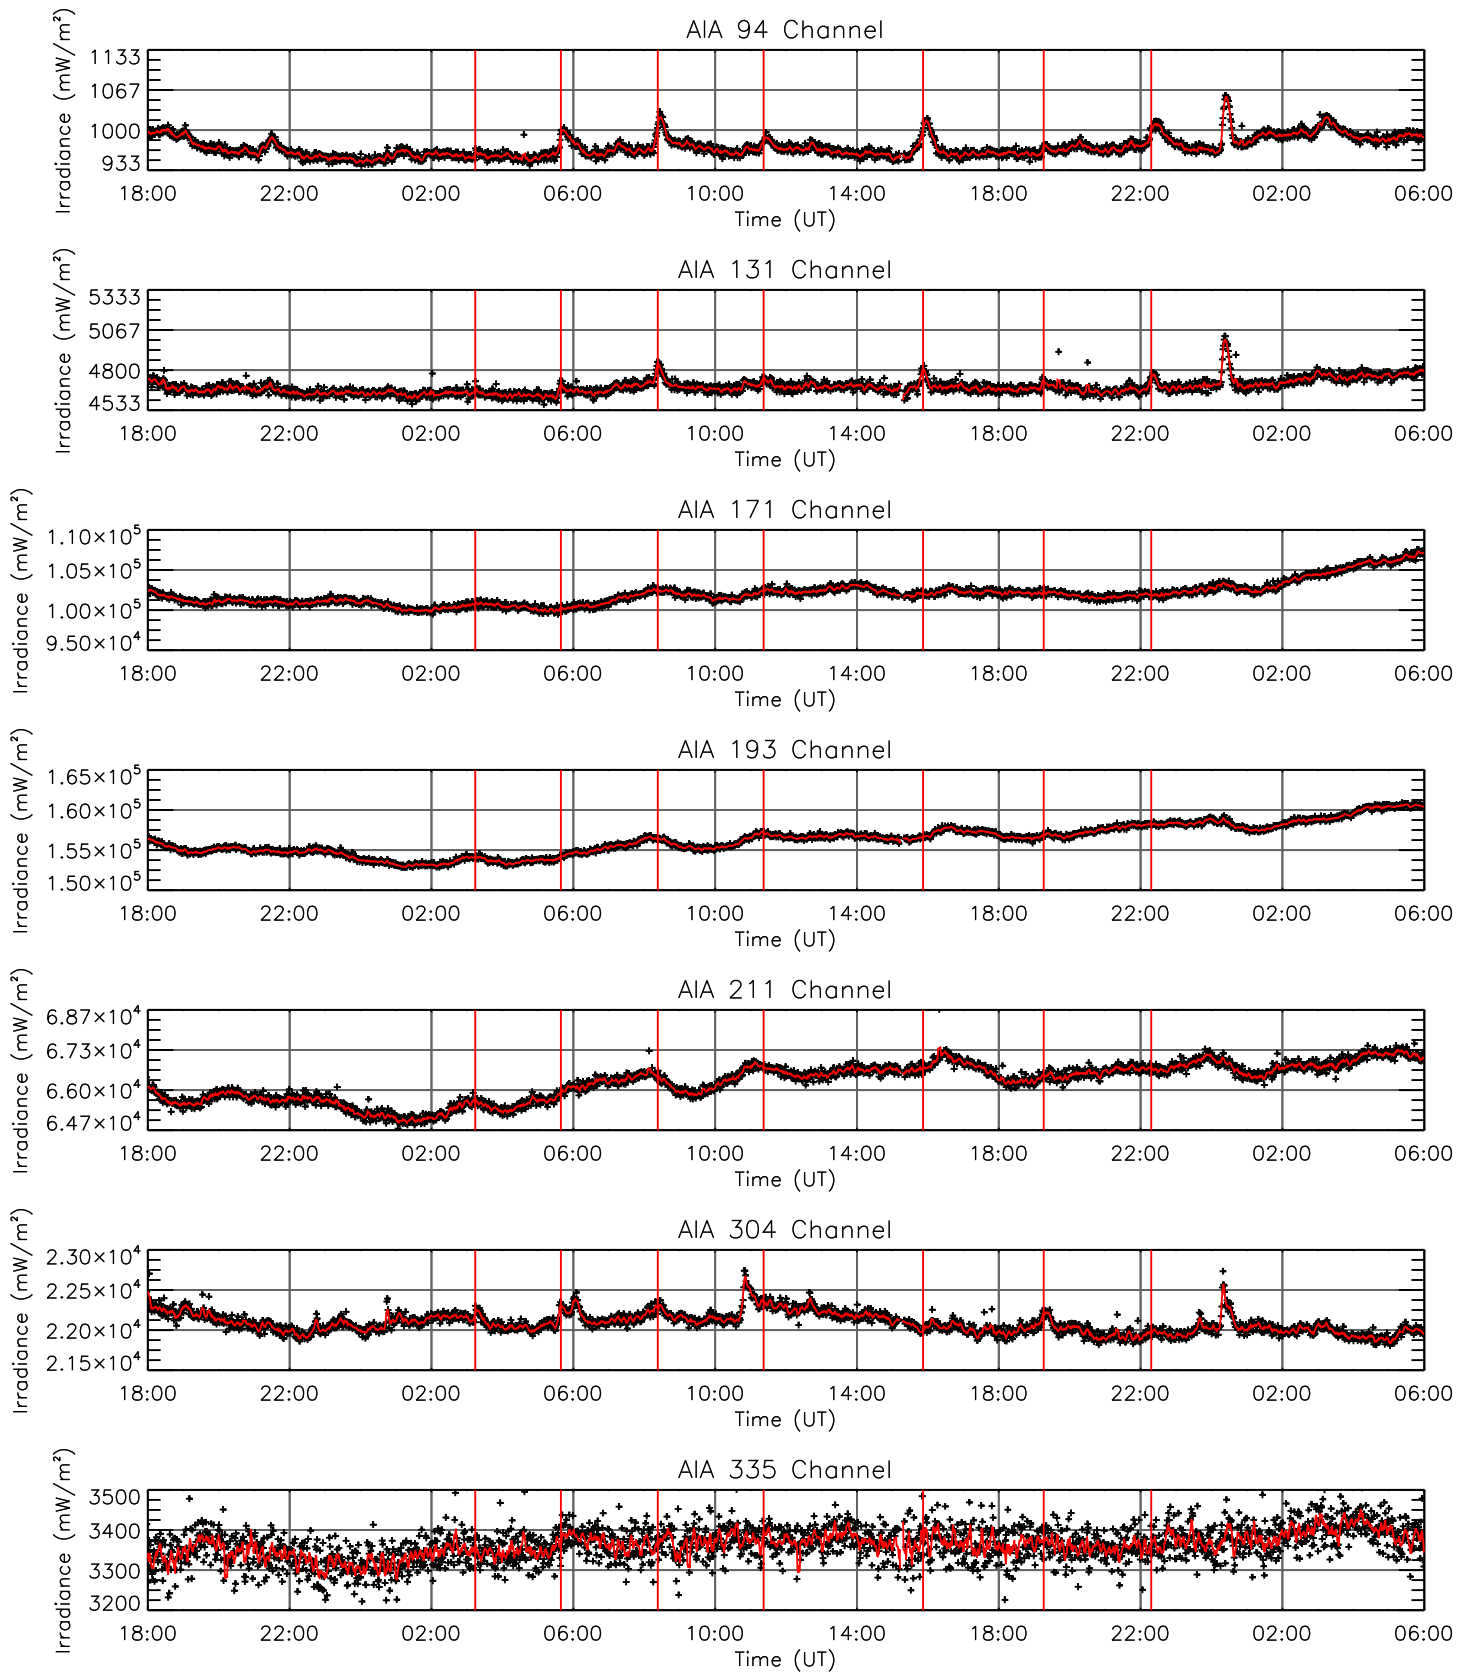 AIA 94 Channel
Irradiance (mW/m²)
1133
1067
1000
933
18:00 22:00 02:00 06:00 10:00 14:00 18:00 22:00 02:00 06:00
Time (UT)
AIA 131 Channel
Irradiance (mW/m²)
5333
5067
4800
4533
18:00 22:00 02:00 06:00 10:00 14:00 18:00 22:00 02:00 06:00
Time (UT)
AIA 171 Channel
Irradiance (mW/m²)
1.10×10⁵
1.05×10⁵
1.00×10⁵
9.50×10⁴
18:00 22:00 02:00 06:00 10:00 14:00 18:00 22:00 02:00 06:00
Time (UT)
AIA 193 Channel
Irradiance (mW/m²)
1.65×10⁵
1.60×10⁵
1.55×10⁵
1.50×10⁵
18:00 22:00 02:00 06:00 10:00 14:00 18:00 22:00 02:00 06:00
Time (UT)
AIA 211 Channel
Irradiance (mW/m²)
6.87×10⁴
6.73×10⁴
6.60×10⁴
6.47×10⁴
18:00 22:00 02:00 06:00 10:00 14:00 18:00 22:00 02:00 06:00
Time (UT)
AIA 304 Channel
Irradiance (mW/m²)
2.30×10⁴
2.25×10⁴
2.20×10⁴
2.15×10⁴
18:00 22:00 02:00 06:00 10:00 14:00 18:00 22:00 02:00 06:00
Time (UT)
AIA 335 Channel
Irradiance (mW/m²)
3500
3400
3300
3200
18:00 22:00 02:00 06:00 10:00 14:00 18:00 22:00 02:00 06:00
Time (UT)